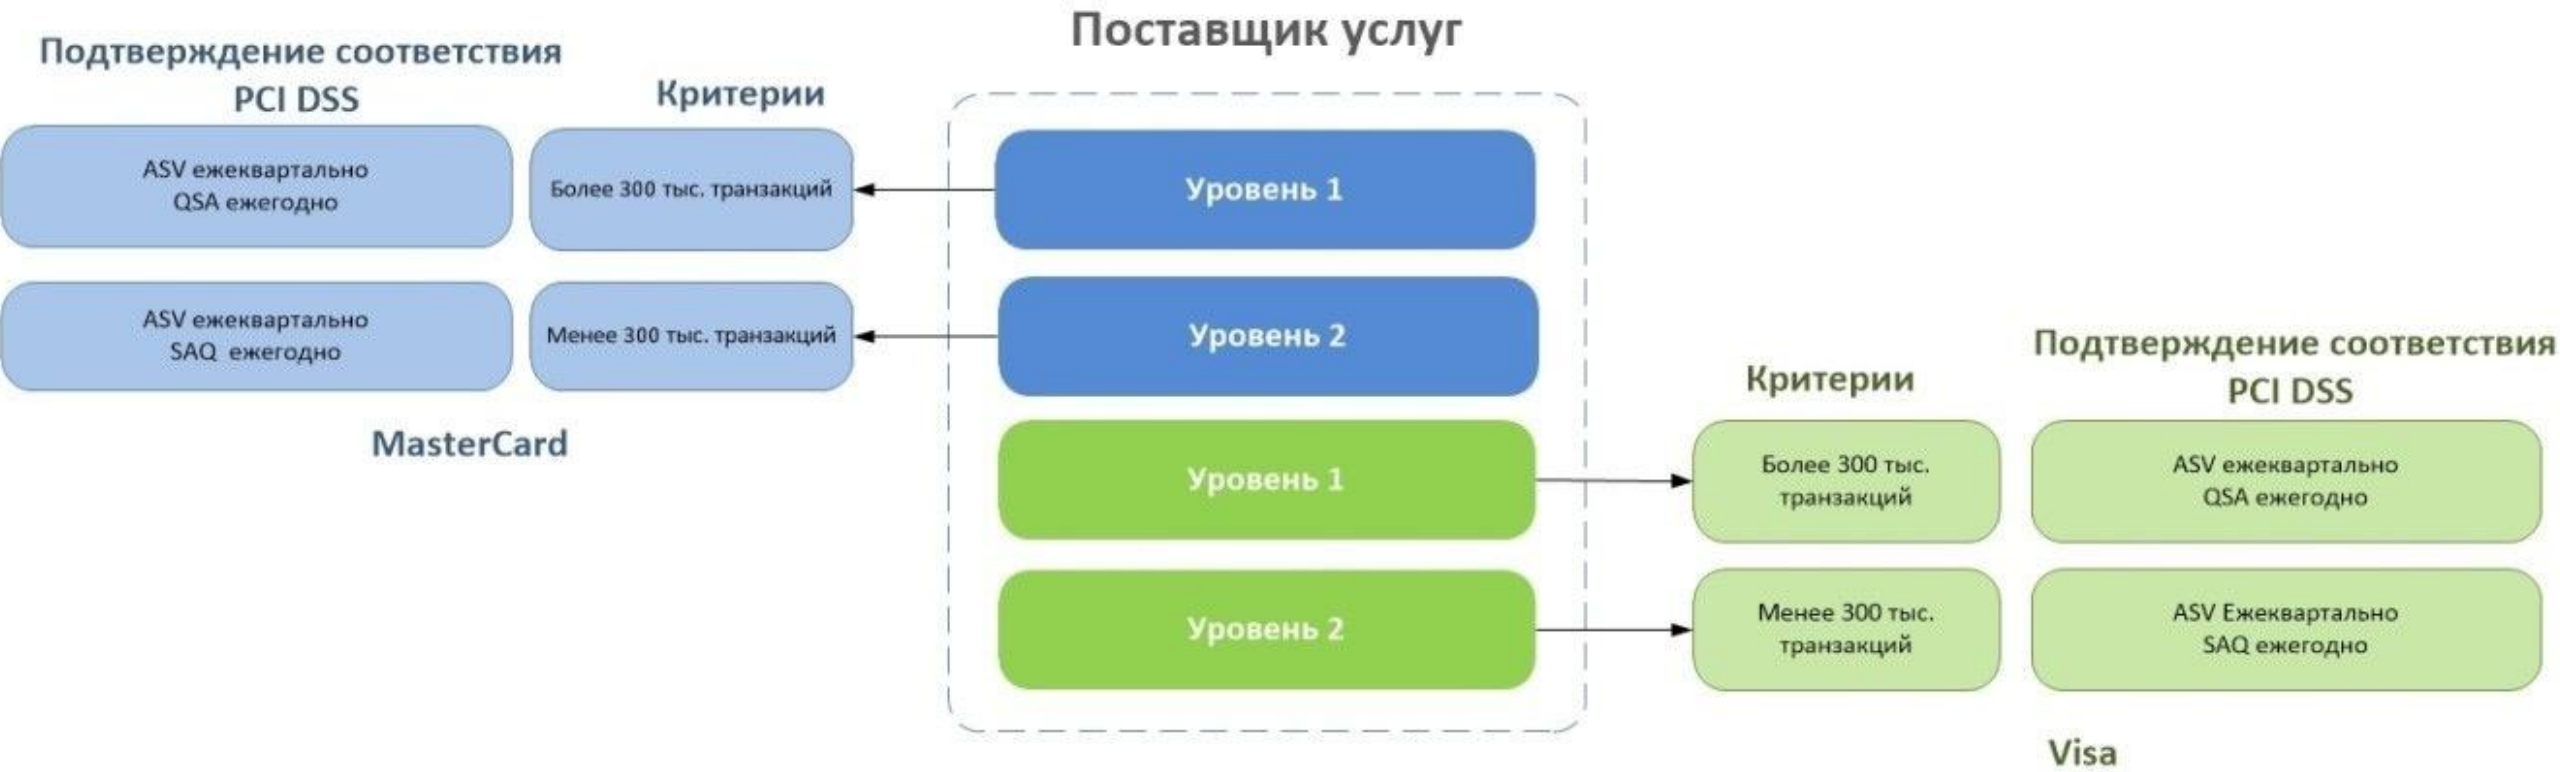 Поставщик услуг
Подтверждение соответствия
PCI DSS
Критерии
ASV ежеквартально
QSA ежегодно
Более 300 тыс. транзакций
Уровень 1
ASV ежеквартально
SAQ ежегодно
Менее 300 тыс. транзакций
Уровень 2
MasterCard
Критерии
Подтверждение соответствия
PCI DSS
Уровень 1
Более 300 тыс.
транзакций
ASV ежеквартально
QSA ежегодно
Уровень 2
Менее 300 тыс.
транзакций
ASV Ежеквартально
SAQ ежегодно
Visa